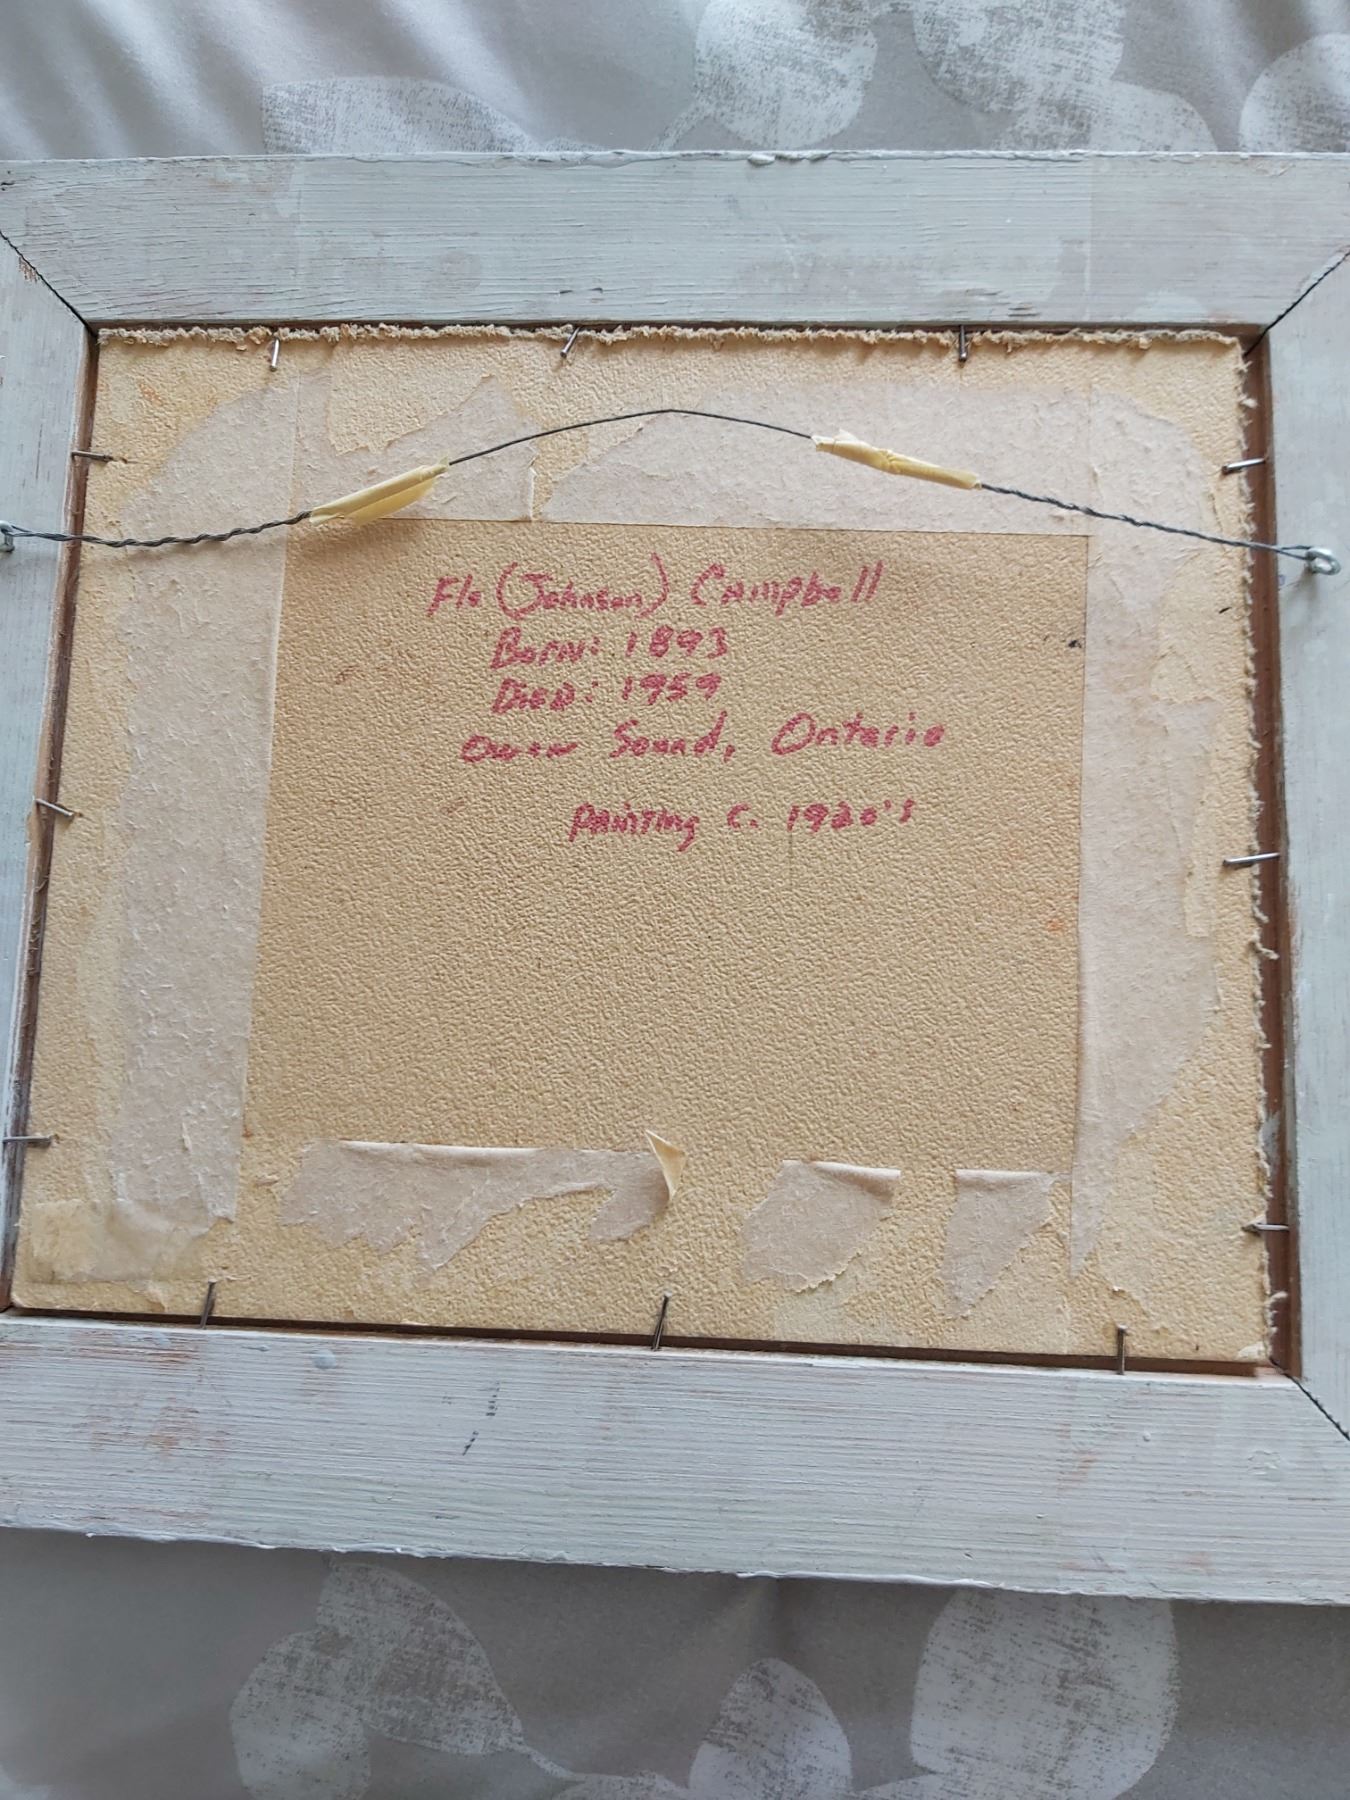 Flo (Johnson) Campbell
Born: 1893
Died: 1959
Owen Sound, Ontario
Painting C. 1920's